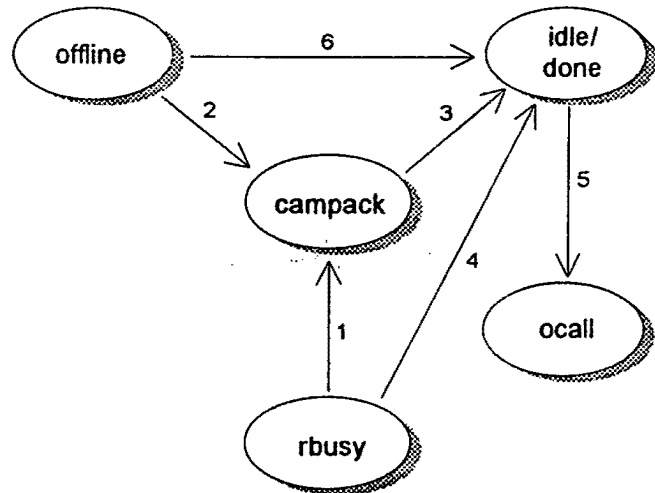 offline
6
idle/
done
2
3
campack
5
4
ocall
1
rbusy